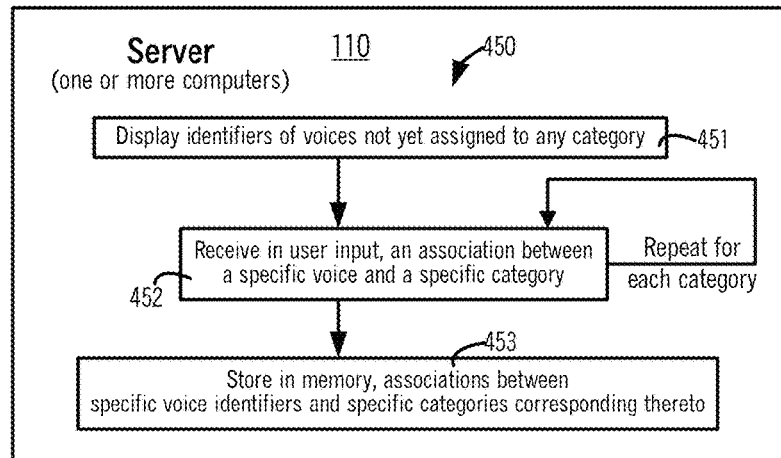 Server
(one or more computers)
110
450
Display identifiers of voices not yet assigned to any category
451
Receive in user input, an association between
a specific voice and a specific category
452
Repeat for
each category
453
Store in memory, associations between
specific voice identifiers and specific categories corresponding thereto